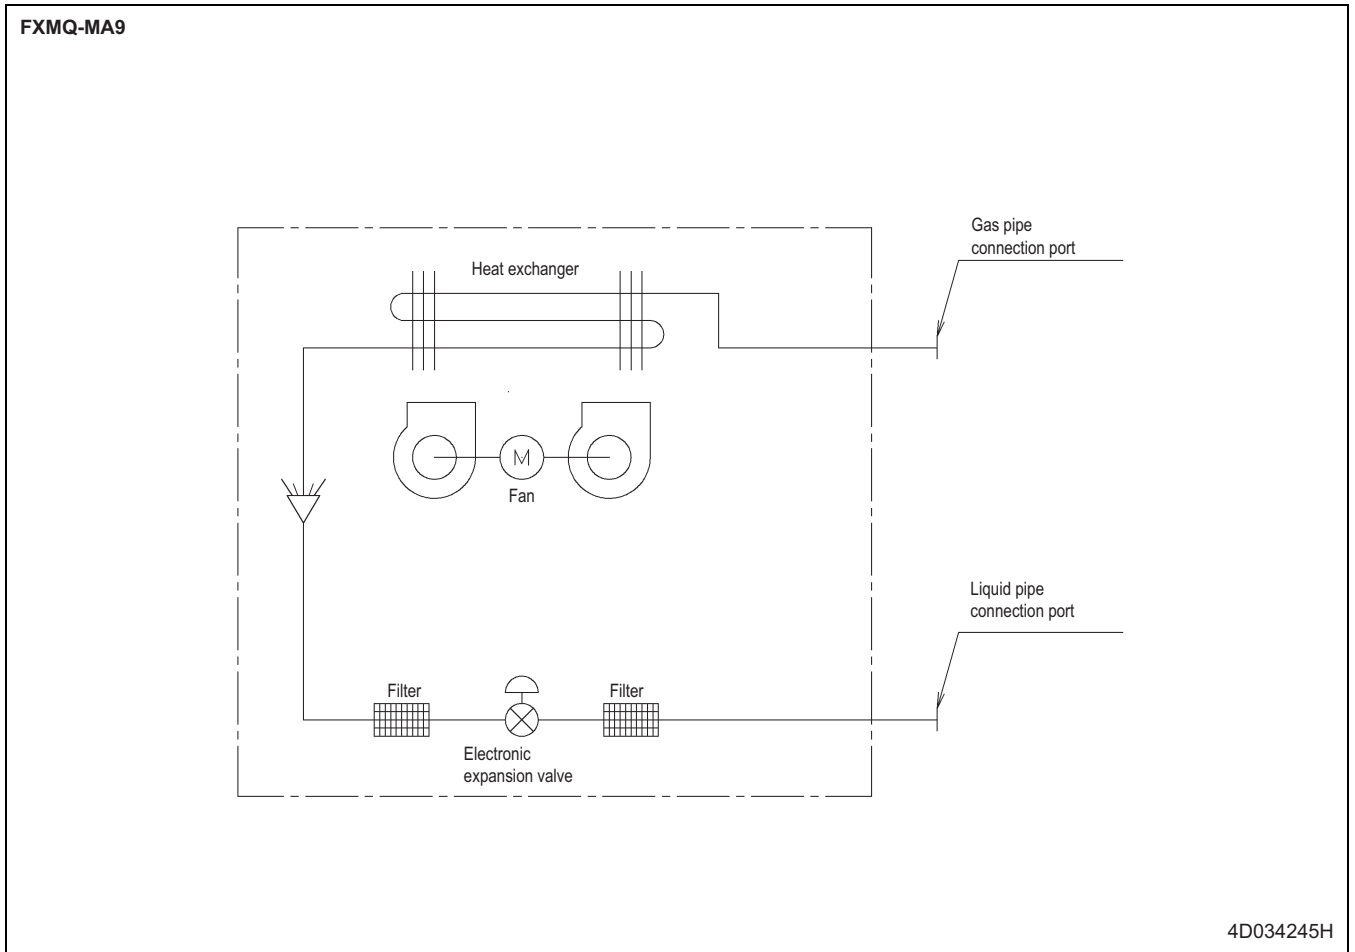 FXMQ-MA9
Gas pipe
connection port
Heat exchanger
M
Fan
Liquid pipe
connection port
Filter
Filter
Electronic
expansion valve
4D034245H